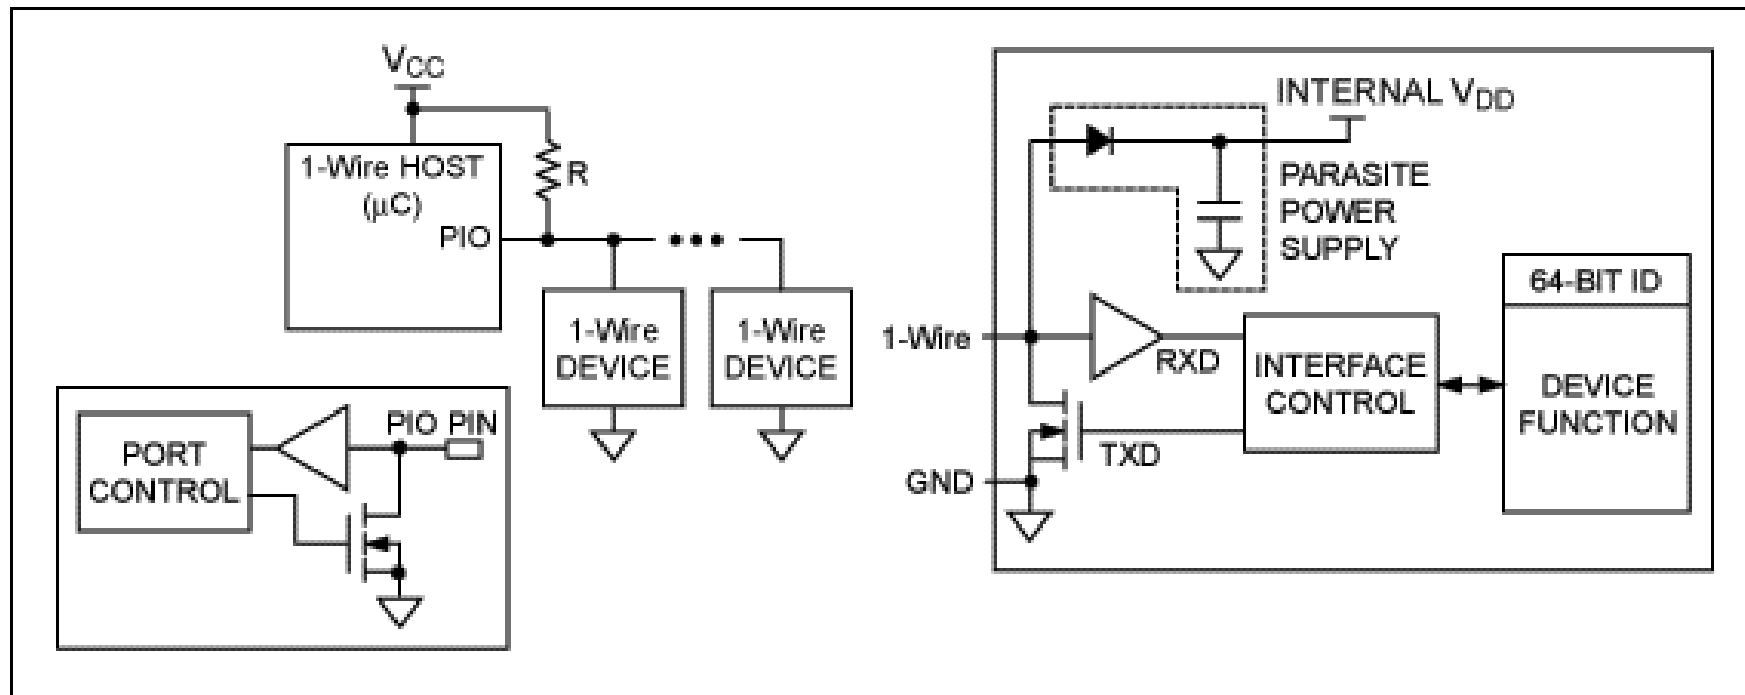 VCC
1-Wire HOST
(μC)
PIO
R
1-Wire
DEVICE
1-Wire
DEVICE
PORT
CONTROL
PIO PIN
INTERNAL VDD
PARASITE
POWER
SUPPLY
1-Wire
RXD
TXD
GND
INTERFACE
CONTROL
64-BIT ID
DEVICE
FUNCTION